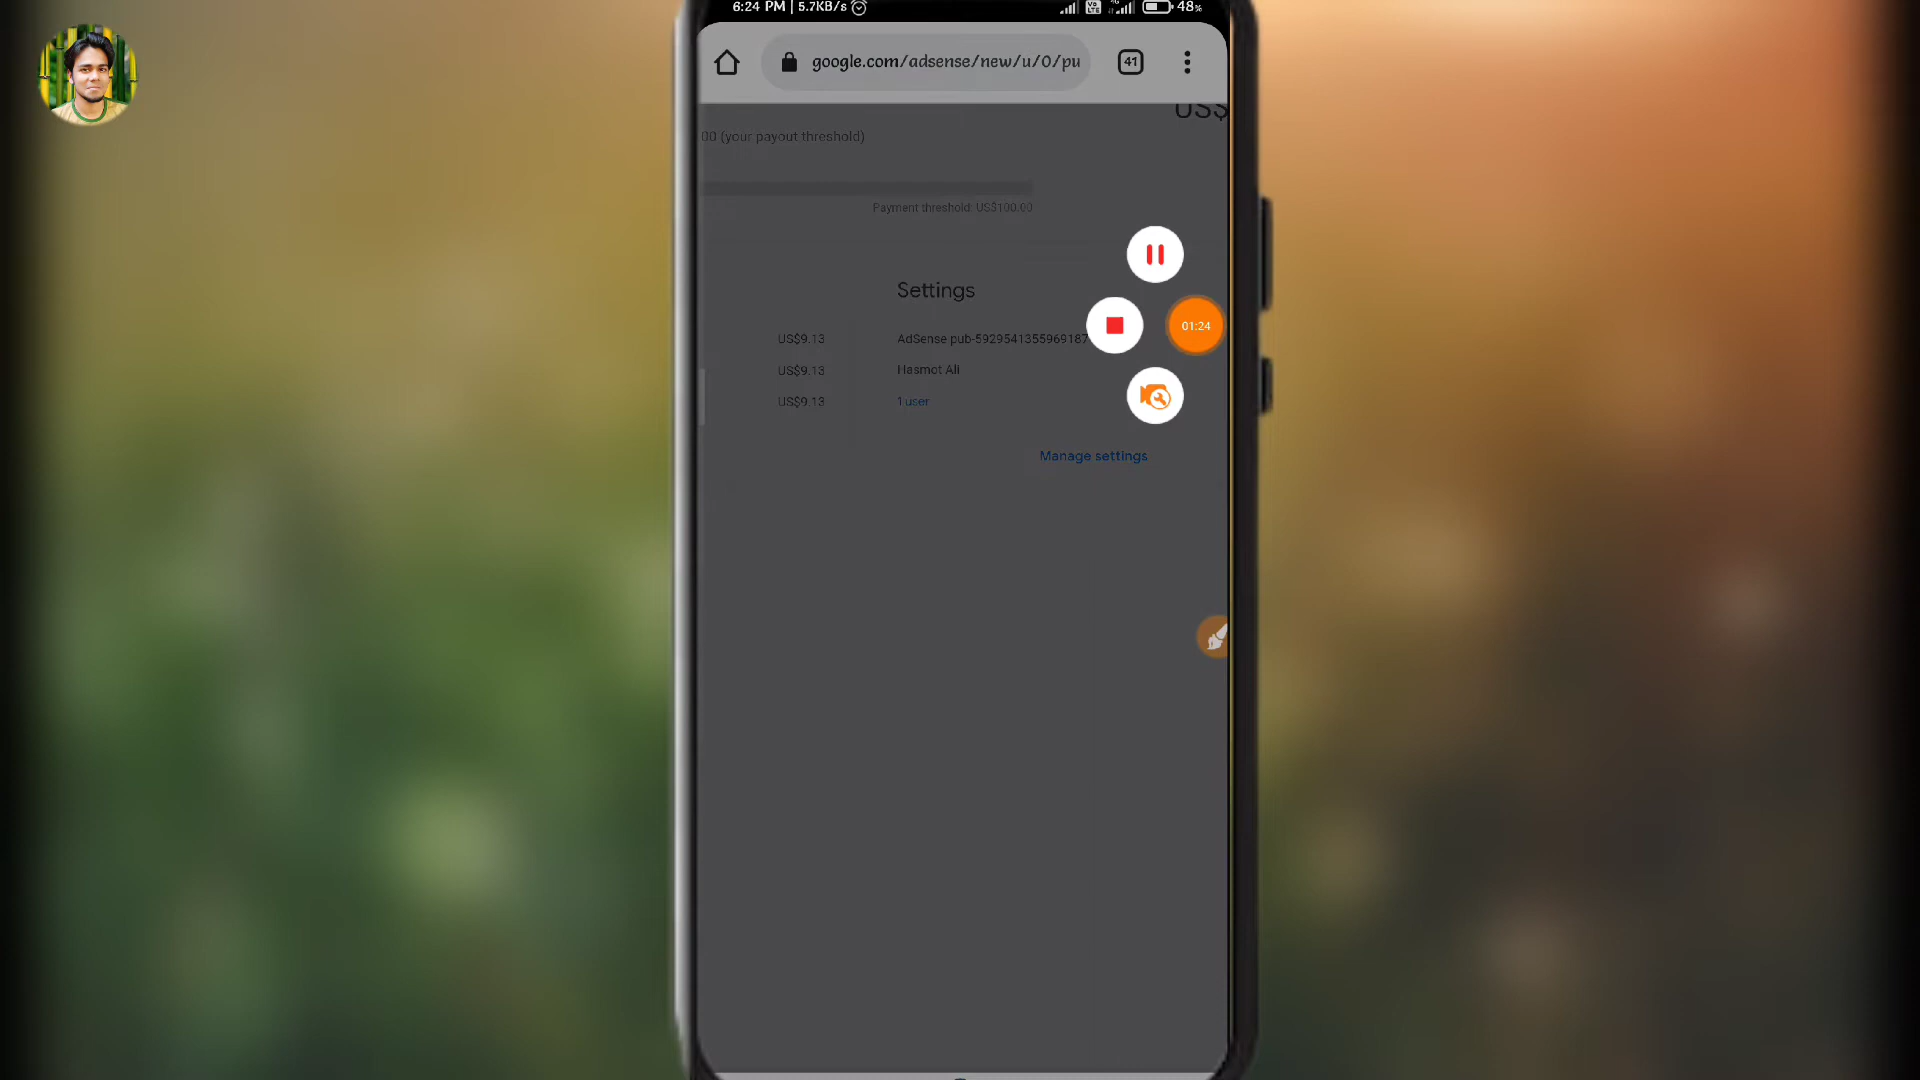 6:24 PM | 5.7KB/s 48%
google.com/adsense/new/u/0/pu 41
US$
00 (your payout threshold)
Payment threshold: US$100.00
Settings
US$9.13 AdSense pub-5929541355969187 01:24
US$9.13 Hasmot Ali
US$9.13 1 user
Manage settings